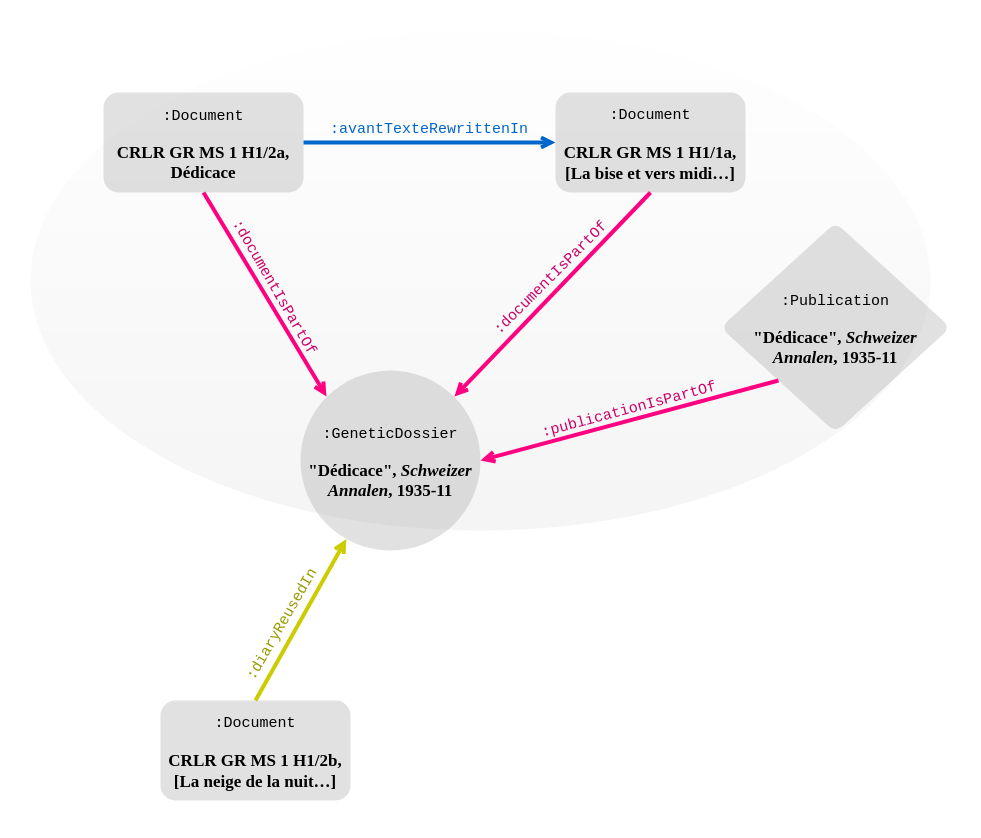 :Document
CRLR GR MS 1 H1/2a,
Dédicace
:avantTexteRewrittenIn
:Document
CRLR GR MS 1 H1/1a,
[La bise et vers midi…]
:documentIsPartOf
:documentIsPartOf
:Publication
"Dédicace", Schweizer
Annalen, 1935-11
:publicationIsPartOf
:GeneticDossier
"Dédicace", Schweizer
Annalen, 1935-11
:diaryReusedIn
:Document
CRLR GR MS 1 H1/2b,
[La neige de la nuit…]